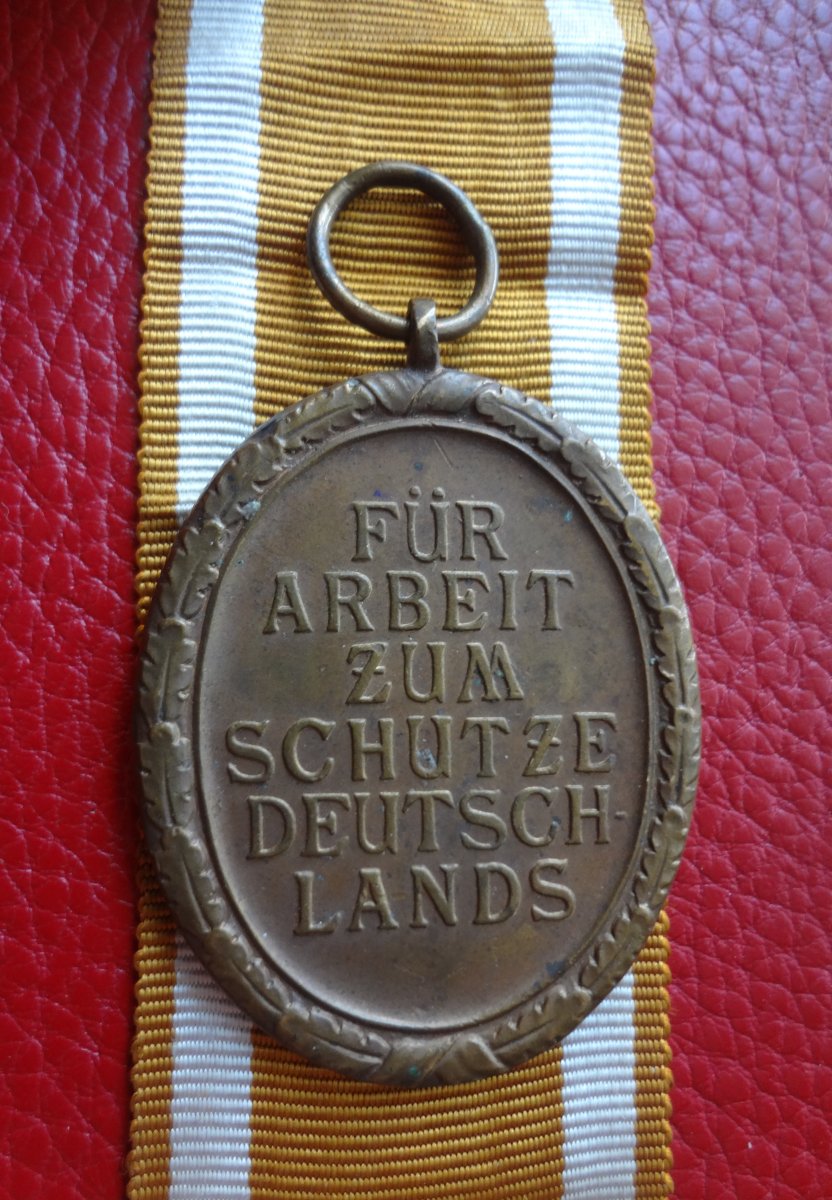 FÜR
ARBEIT
ZUM
SCHUTZE
DEUTSCH-
LANDS